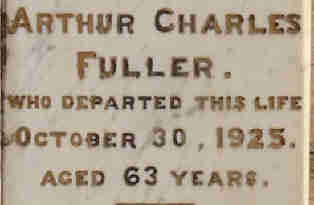 ARTHUR CHARLES
FULLER.
WHO DEPARTED THIS LIFE
OCTOBER 30, 1925.
AGED 63 YEARS.